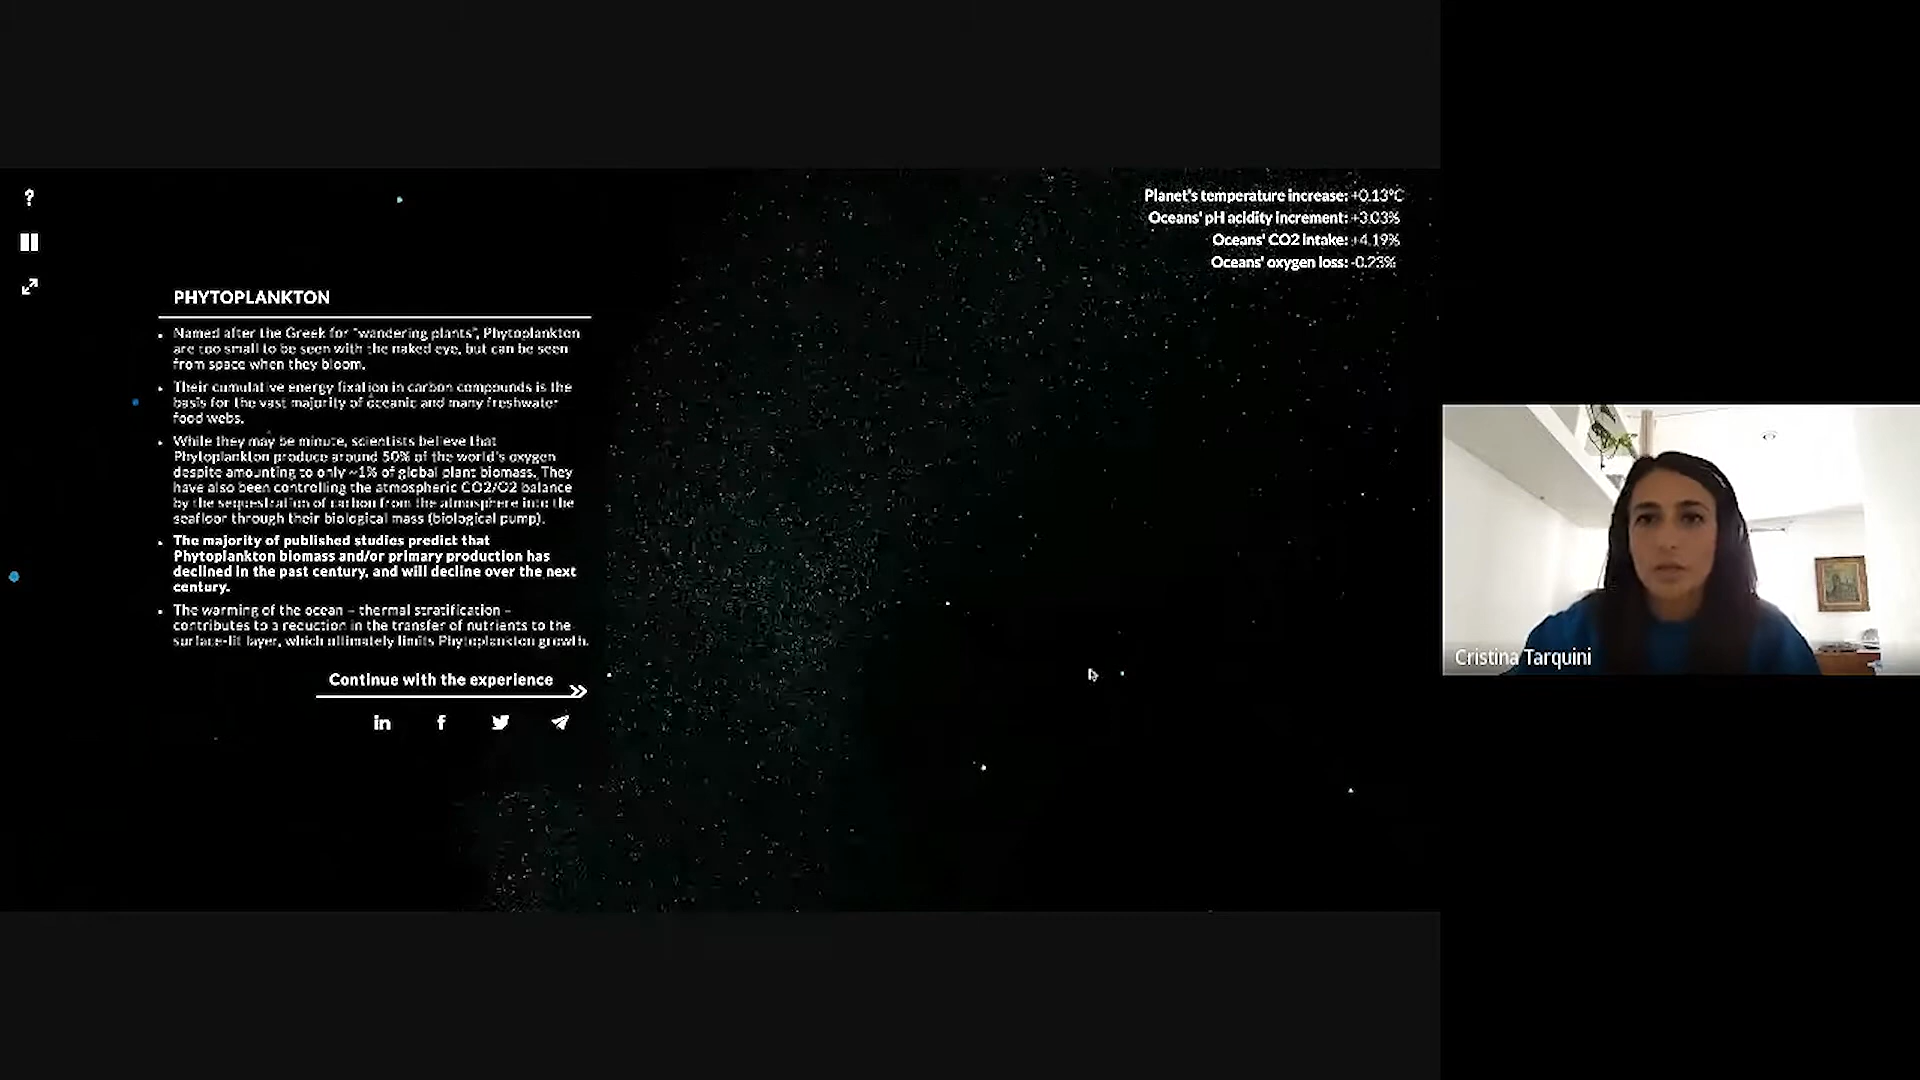 ?
Planet's temperature increase: +0.13°C
Oceans' pH acidity increment: +3.03%
Oceans' CO2 intake: +4.19%
Oceans' oxygen loss: -0.23%
PHYTOPLANKTON
• Named after the Greek for "wandering plants", Phytoplankton
are too small to be seen with the naked eye, but can be seen
from space when they bloom.
• Their cumulative energy fixation in carbon compounds is the
basis for the vast majority of oceanic and many freshwater
food webs.
• While they may be minute, scientists believe that
Phytoplankton produce around 50% of the world's oxygen
despite amounting to only ~1% of global plant biomass. They
have also been controlling the atmospheric CO2/O2 balance
by the sequestration of carbon from the atmosphere into the
seafloor through their biological mass (biological pump).
• The majority of published studies predict that
Phytoplankton biomass and/or primary production has
declined in the past century, and will decline over the next
century.
• The warming of the ocean – thermal stratification –
contributes to a reduction in the transfer of nutrients to the
surface-lit layer, which ultimately limits Phytoplankton growth.
Continue with the experience
in f
Cristina Tarquini